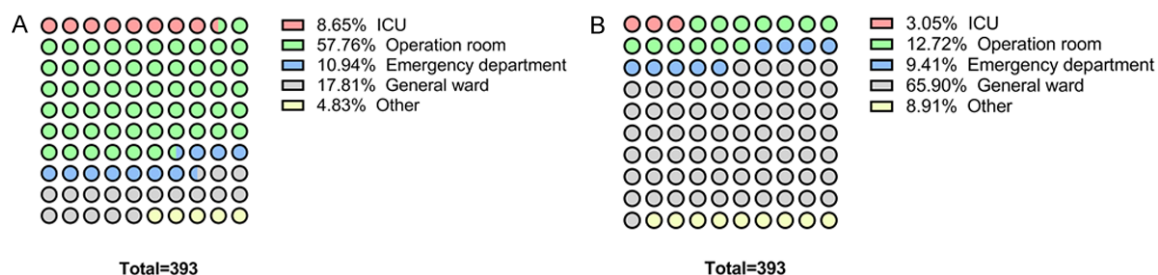 A
8.65% ICU
57.76% Operation room
10.94% Emergency department
17.81% General ward
4.83% Other
Total=393
B
3.05% ICU
12.72% Operation room
9.41% Emergency department
65.90% General ward
8.91% Other
Total=393